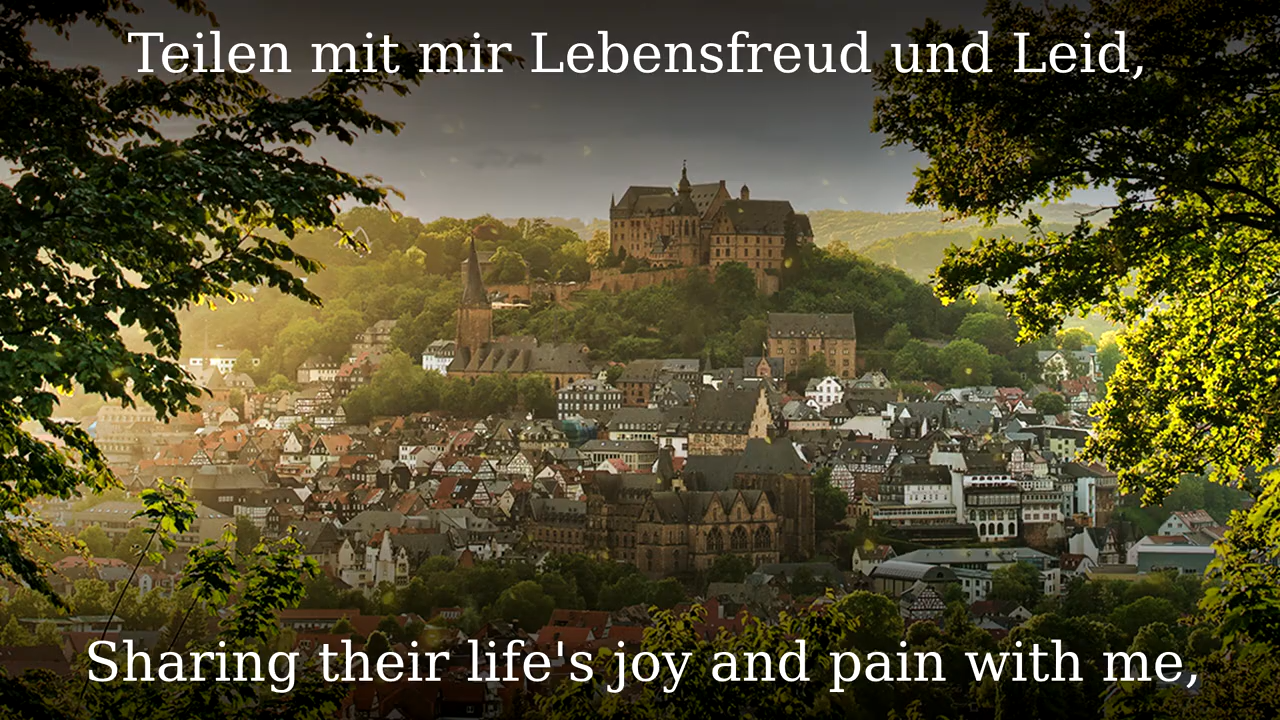 Teilen mit mir Lebensfreud und Leid,
Sharing their life's joy and pain with me,